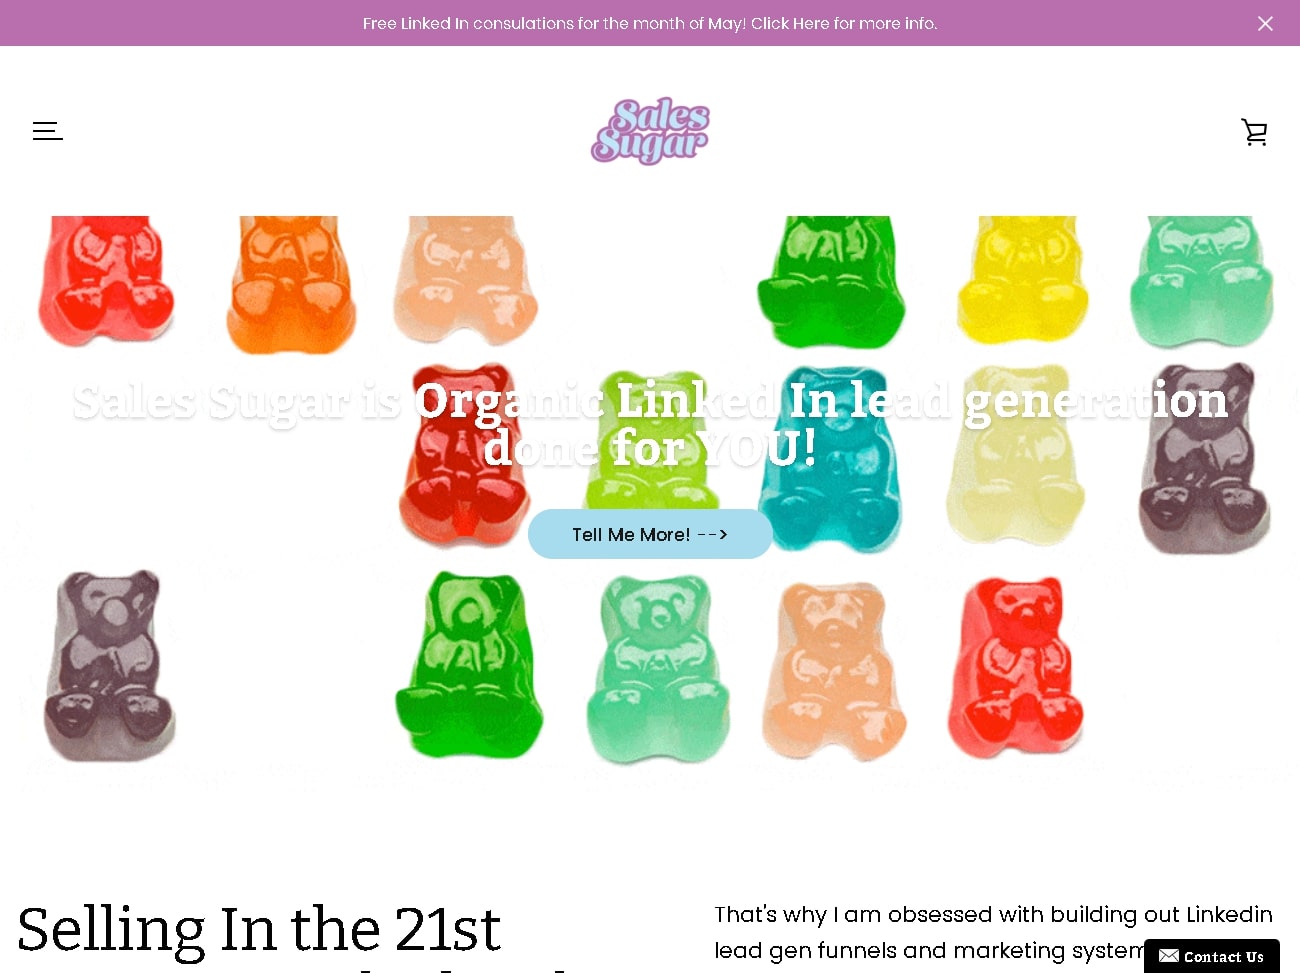 Free Linked In consulations for the month of May! Click Here for more info.
Sales
Sugar
Sales Sugar is Organic Linked In lead generation
done for YOU!
Tell Me More! -->
Selling In the 21st
That's why I am obsessed with building out Linkedin
lead gen funnels and marketing system
Contact Us